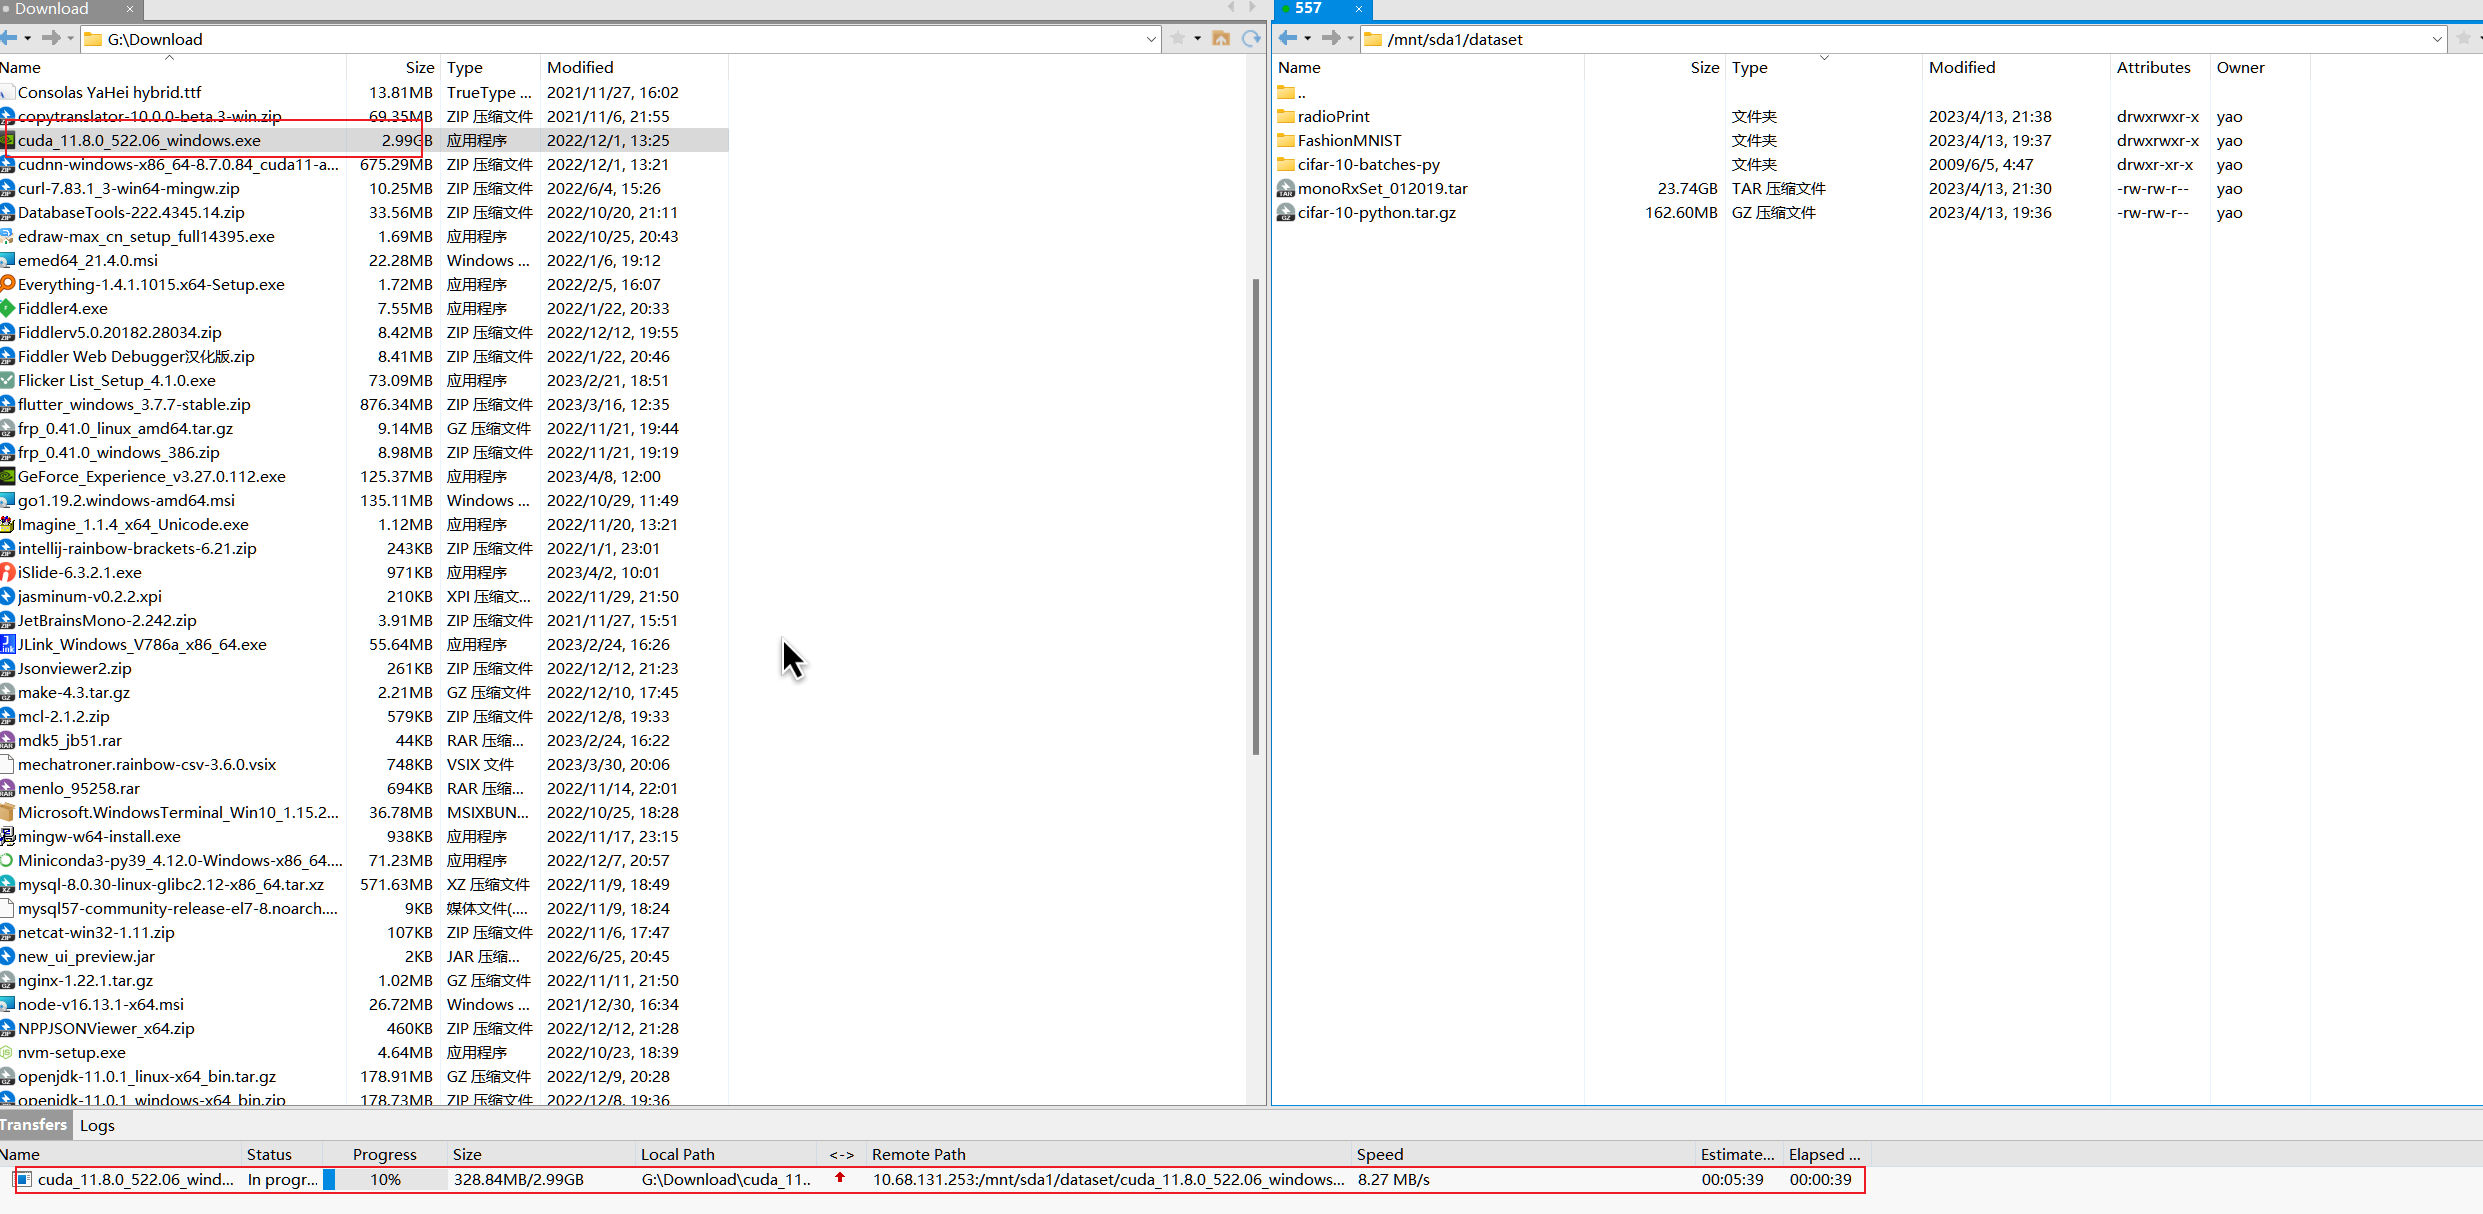 Download ×
G:\Download
Name Size Type Modified
Consolas YaHei hybrid.ttf 13.81MB TrueType ... 2021/11/27, 16:02
copytranslator-10.0.0-beta.3-win.zip 69.35MB ZIP 压缩文件 2021/11/6, 21:55
cuda_11.8.0_522.06_windows.exe 2.99GB 应用程序 2022/12/1, 13:25
cudnn-windows-x86_64-8.7.0.84_cuda11-a... 675.29MB ZIP 压缩文件 2022/12/1, 13:21
curl-7.83.1_3-win64-mingw.zip 10.25MB ZIP 压缩文件 2022/6/4, 15:26
DatabaseTools-222.4345.14.zip 33.56MB ZIP 压缩文件 2022/10/20, 21:11
edraw-max_cn_setup_full14395.exe 1.69MB 应用程序 2022/10/25, 20:43
emed64_21.4.0.msi 22.28MB Windows ... 2022/1/6, 19:12
Everything-1.4.1.1015.x64-Setup.exe 1.72MB 应用程序 2022/2/5, 16:07
Fiddler4.exe 7.55MB 应用程序 2022/1/22, 20:33
Fiddlerv5.0.20182.28034.zip 8.42MB ZIP 压缩文件 2022/12/12, 19:55
Fiddler Web Debugger汉化版.zip 8.41MB ZIP 压缩文件 2022/1/22, 20:46
Flicker List_Setup_4.1.0.exe 73.09MB 应用程序 2023/2/21, 18:51
flutter_windows_3.7.7-stable.zip 876.34MB ZIP 压缩文件 2023/3/16, 12:35
frp_0.41.0_linux_amd64.tar.gz 9.14MB GZ 压缩文件 2022/11/21, 19:44
frp_0.41.0_windows_386.zip 8.98MB ZIP 压缩文件 2022/11/21, 19:19
GeForce_Experience_v3.27.0.112.exe 125.37MB 应用程序 2023/4/8, 12:00
go1.19.2.windows-amd64.msi 135.11MB Windows ... 2022/10/29, 11:49
Imagine_1.1.4_x64_Unicode.exe 1.12MB 应用程序 2022/11/20, 13:21
intellij-rainbow-brackets-6.21.zip 243KB ZIP 压缩文件 2022/1/1, 23:01
iSlide-6.3.2.1.exe 971KB 应用程序 2023/4/2, 10:01
jasminum-v0.2.2.xpi 210KB XPI 压缩文... 2022/11/29, 21:50
JetBrainsMono-2.242.zip 3.91MB ZIP 压缩文件 2021/11/27, 15:51
JLink_Windows_V786a_x86_64.exe 55.64MB 应用程序 2023/2/24, 16:26
Jsonviewer2.zip 261KB ZIP 压缩文件 2022/12/12, 21:23
make-4.3.tar.gz 2.21MB GZ 压缩文件 2022/12/10, 17:45
mcl-2.1.2.zip 579KB ZIP 压缩文件 2022/12/8, 19:33
mdk5_jb51.rar 44KB RAR 压缩... 2023/2/24, 16:22
mechatroner.rainbow-csv-3.6.0.vsix 748KB VSIX 文件 2023/3/30, 20:06
menlo_95258.rar 694KB RAR 压缩... 2022/11/14, 22:01
Microsoft.WindowsTerminal_Win10_1.15.2... 36.78MB MSIXBUN... 2022/10/25, 18:28
mingw-w64-install.exe 938KB 应用程序 2022/11/17, 23:15
Miniconda3-py39_4.12.0-Windows-x86_64.... 71.23MB 应用程序 2022/12/7, 20:57
mysql-8.0.30-linux-glibc2.12-x86_64.tar.xz 571.63MB XZ 压缩文件 2022/11/9, 18:49
mysql57-community-release-el7-8.noarch.... 9KB 媒体文件(.... 2022/11/9, 18:24
netcat-win32-1.11.zip 107KB ZIP 压缩文件 2022/11/6, 17:47
new_ui_preview.jar 2KB JAR 压缩... 2022/6/25, 20:45
nginx-1.22.1.tar.gz 1.02MB GZ 压缩文件 2022/11/11, 21:50
node-v16.13.1-x64.msi 26.72MB Windows ... 2021/12/30, 16:34
NPPJSONViewer_x64.zip 460KB ZIP 压缩文件 2022/12/12, 21:28
nvm-setup.exe 4.64MB 应用程序 2022/10/23, 18:39
openjdk-11.0.1_linux-x64_bin.tar.gz 178.91MB GZ 压缩文件 2022/12/9, 20:28
openjdk-11.0.1_windows-x64_bin.zip 178.73MB ZIP 压缩文件 2022/12/8, 19:36
557 ×
/mnt/sda1/dataset
Name Size Type Modified Attributes Owner
..
radioPrint 文件夹 2023/4/13, 21:38 drwxrwxr-x yao
FashionMNIST 文件夹 2023/4/13, 19:37 drwxrwxr-x yao
cifar-10-batches-py 文件夹 2009/6/5, 4:47 drwxr-xr-x yao
monoRxSet_012019.tar 23.74GB TAR 压缩文件 2023/4/13, 21:30 -rw-rw-r-- yao
cifar-10-python.tar.gz 162.60MB GZ 压缩文件 2023/4/13, 19:36 -rw-rw-r-- yao
Transfers Logs
Name Status Progress Size Local Path <-> Remote Path Speed Estimate... Elapsed ...
cuda_11.8.0_522.06_wind... In progr... 10% 328.84MB/2.99GB G:\Download\cuda_11.. 10.68.131.253:/mnt/sda1/dataset/cuda_11.8.0_522.06_windows... 8.27 MB/s 00:05:39 00:00:39